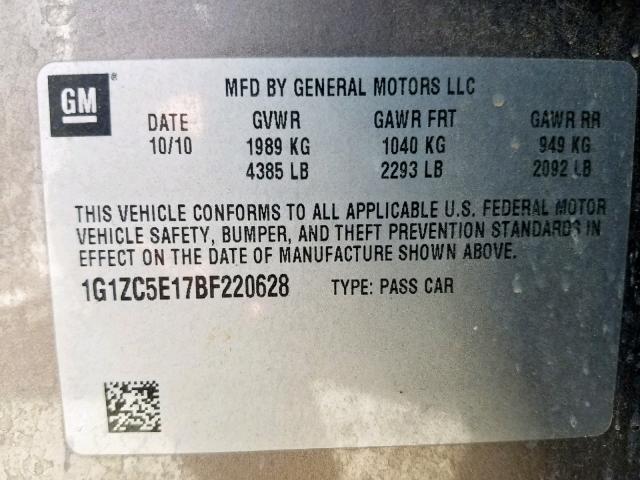 GM ®
MFD BY GENERAL MOTORS LLC
DATE GVWR GAWR FRT GAWR RR
10/10 1989 KG 1040 KG 949 KG
4385 LB 2293 LB 2092 LB
THIS VEHICLE CONFORMS TO ALL APPLICABLE U.S. FEDERAL MOTOR
VEHICLE SAFETY, BUMPER, AND THEFT PREVENTION STANDARDS IN
EFFECT ON THE DATE OF MANUFACTURE SHOWN ABOVE.
1G1ZC5E17BF220628 TYPE: PASS CAR